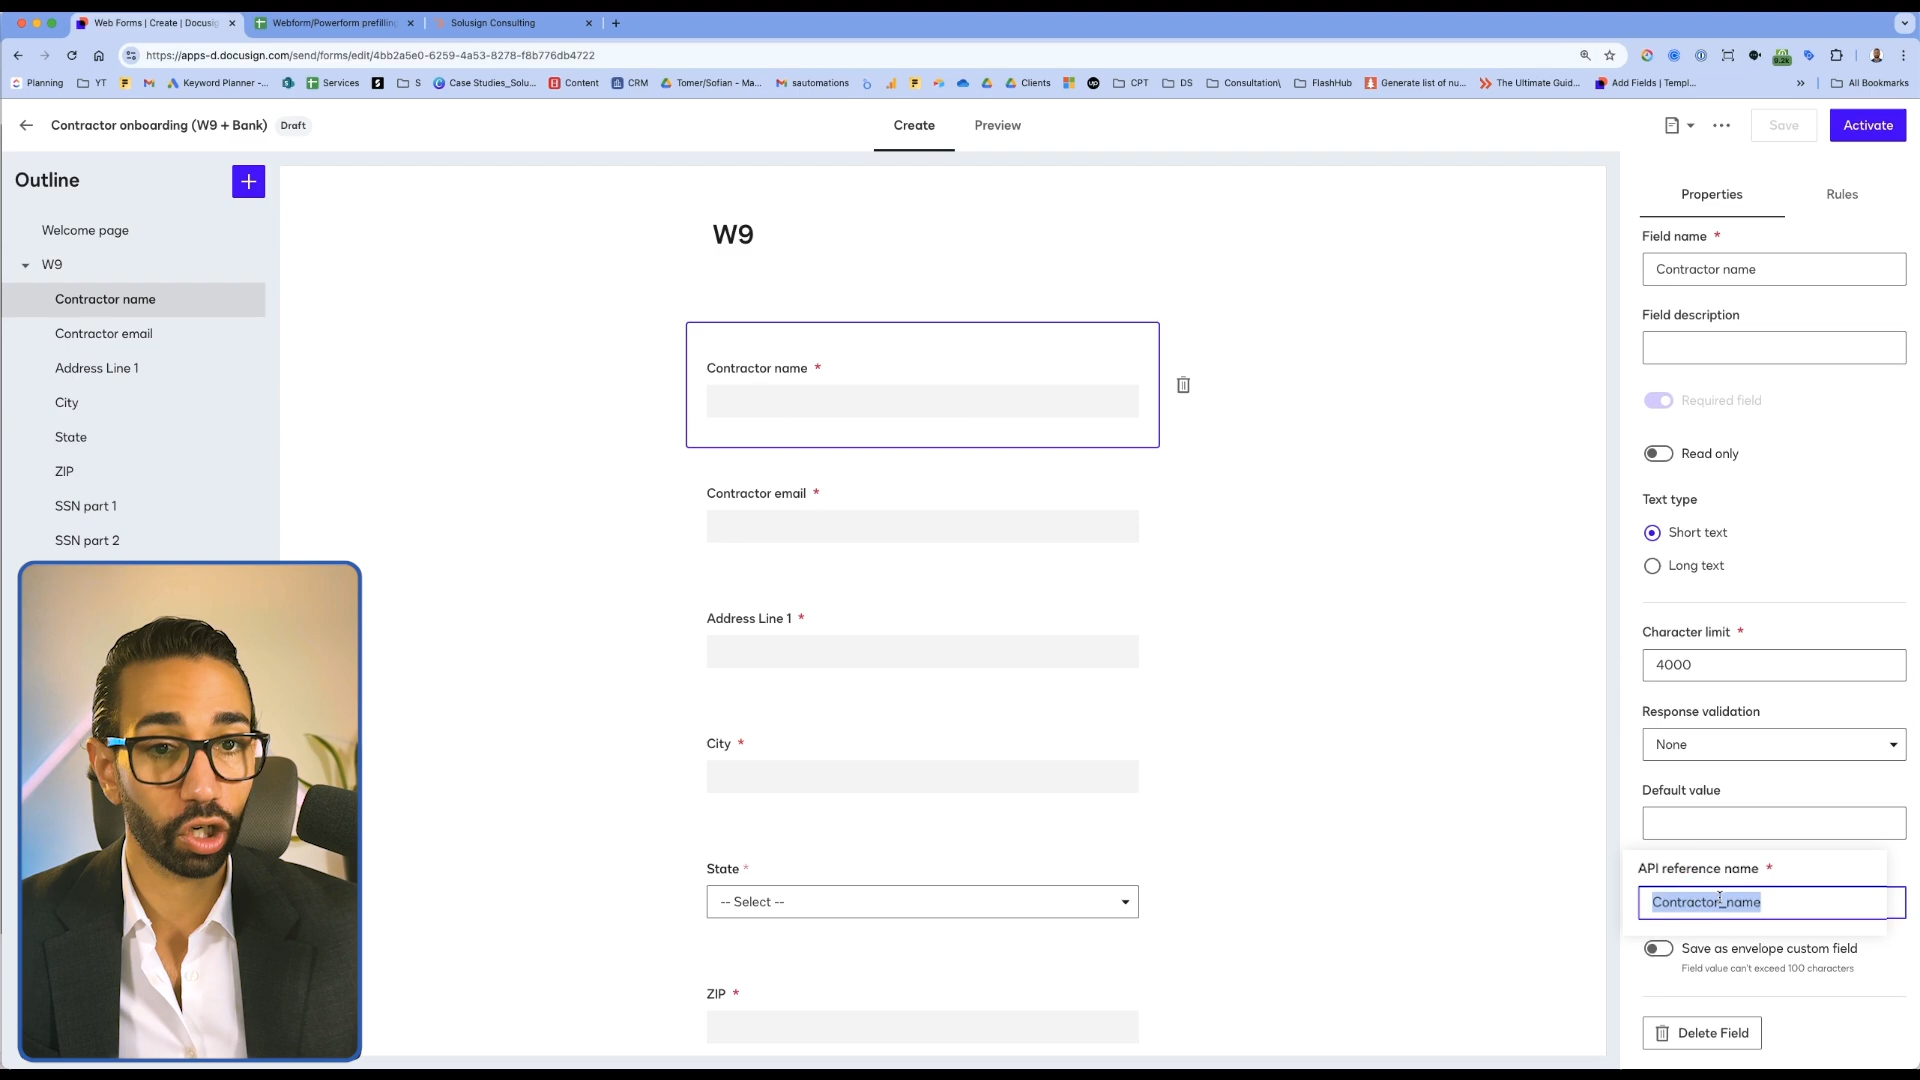 Web Forms | Create | Docusig
Webform/Powerform prefilling
Solusign Consulting
https://apps-d.docusign.com/send/forms/edit/4bb2a5e0-6259-4a53-8278-f8b776db4722
9.2k
Planning
YT
Keyword Planner -...
Services
S
Case Studies_Solu...
Content
CRM
Tomer/Sofian - Ma...
sautomations
Clients
CPT
DS
Consultation\
FlashHub
Generate list of nu...
The Ultimate Guid...
Add Fields | Templ...
All Bookmarks
Contractor onboarding (W9 + Bank)
Draft
Create
Preview
Save
Activate
Outline
Welcome page
W9
Contractor name
Contractor email
Address Line 1
City
State
ZIP
SSN part 1
SSN part 2
W9
Contractor name *
Contractor email *
Address Line 1 *
City *
State *
-- Select --
ZIP *
Properties
Rules
Field name *
Contractor name
Field description
Required field
Read only
Text type
Short text
Long text
Character limit *
4000
Response validation
None
Default value
API reference name *
Contractor_name
Save as envelope custom field
Field value can't exceed 100 characters
Delete Field